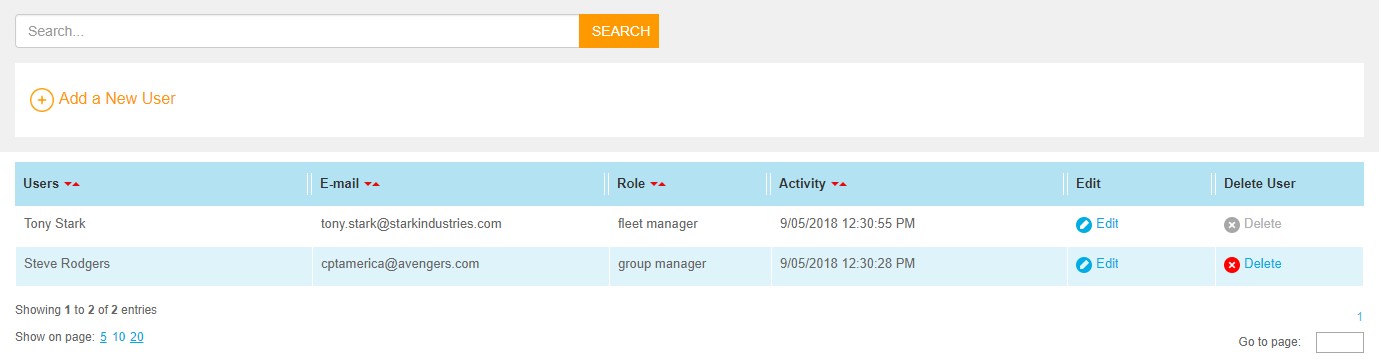 Search... SEARCH
Add a New User
Users E-mail Role Activity Edit Delete User
Tony Stark tony.stark@starkindustries.com fleet manager 9/05/2018 12:30:55 PM Edit Delete
Steve Rodgers cptamerica@avengers.com group manager 9/05/2018 12:30:28 PM Edit Delete
Showing 1 to 2 of 2 entries
1
Show on page: 5 10 20
Go to page: